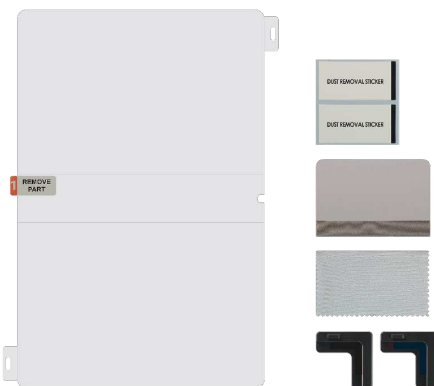 1
REMOVE
PART
DUST REMOVAL STICKER
DUST REMOVAL STICKER